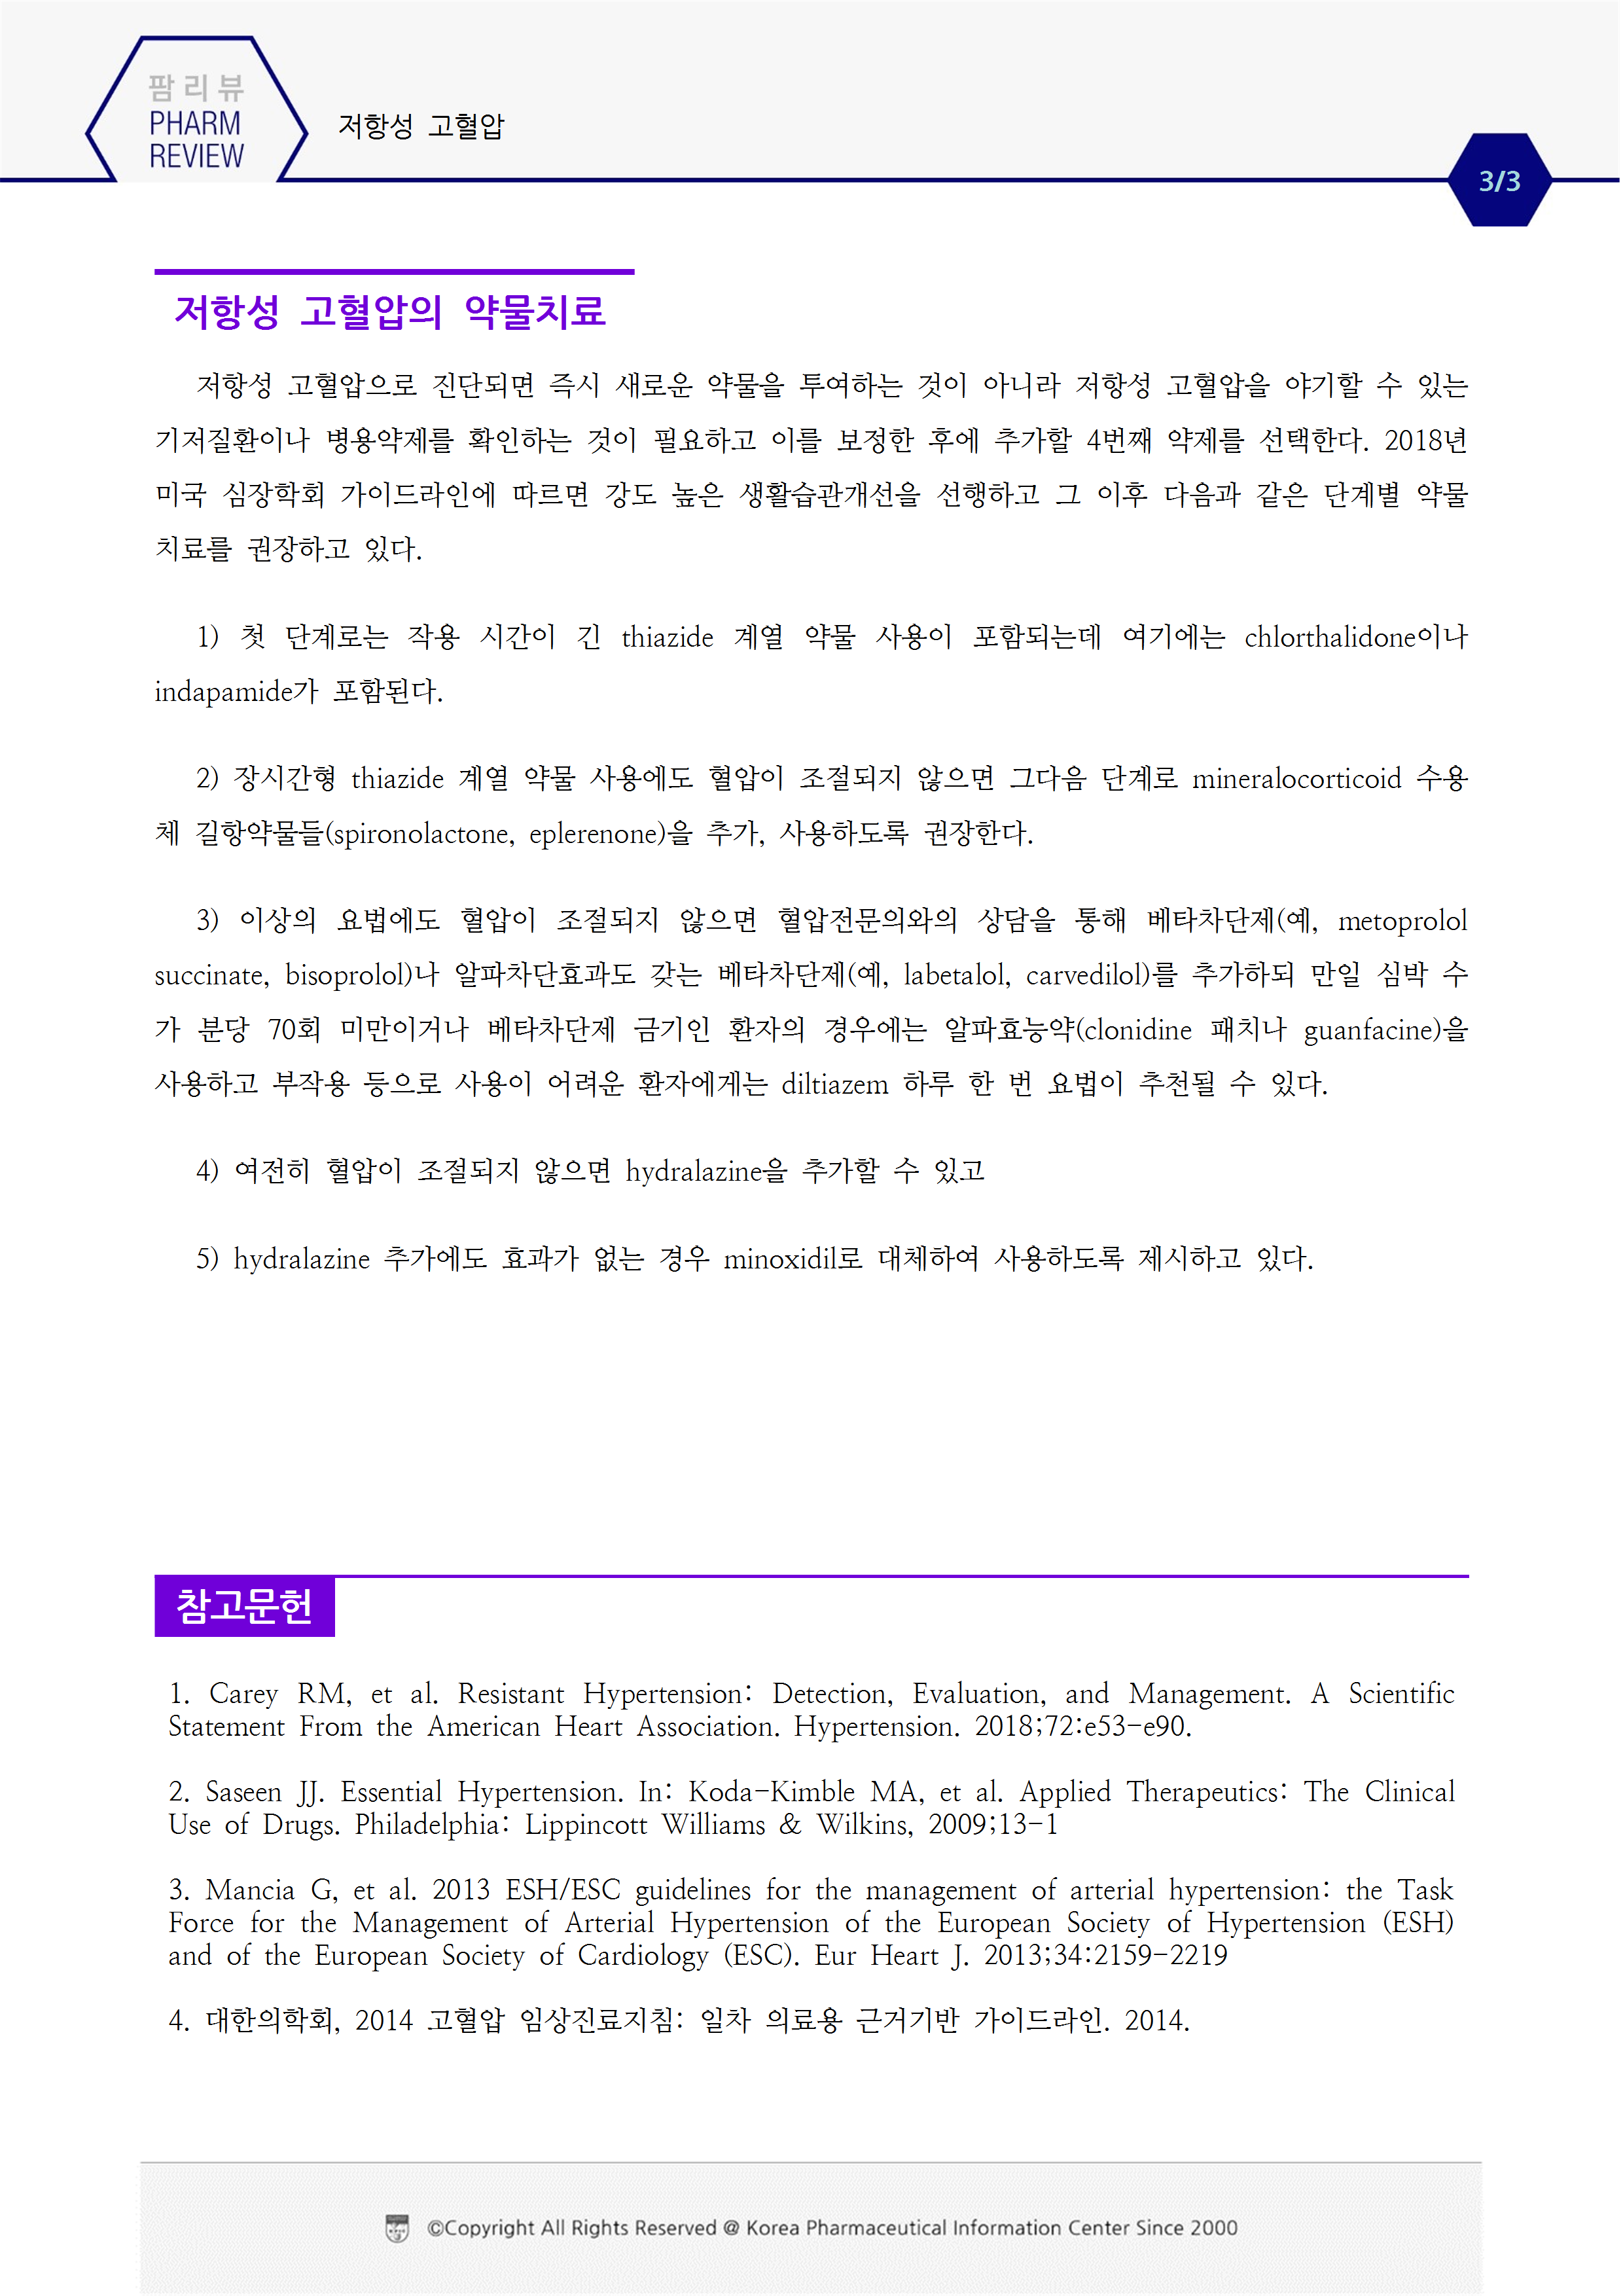 팜리뷰
PHARM
REVIEW
저항성 고혈압
3/3
저항성 고혈압의 약물치료
저항성 고혈압으로 진단되면 즉시 새로운 약물을 투여하는 것이 아니라 저항성 고혈압을 야기할 수 있는
기저질환이나 병용약제를 확인하는 것이 필요하고 이를 보정한 후에 추가할 4번째 약제를 선택한다. 2018년
미국 심장학회 가이드라인에 따르면 강도 높은 생활습관개선을 선행하고 그 이후 다음과 같은 단계별 약물
치료를 권장하고 있다.
1) 첫 단계로는 작용 시간이 긴 thiazide 계열 약물 사용이 포함되는데 여기에는 chlorthalidone이나
indapamide가 포함된다.
2) 장시간형 thiazide 계열 약물 사용에도 혈압이 조절되지 않으면 그다음 단계로 mineralocorticoid 수용
체 길항약물들(spironolactone, eplerenone)을 추가, 사용하도록 권장한다.
3) 이상의 요법에도 혈압이 조절되지 않으면 혈압전문의와의 상담을 통해 베타차단제(예, metoprolol
succinate, bisoprolol)나 알파차단효과도 갖는 베타차단제(예, labetalol, carvedilol)를 추가하되 만일 심박 수
가 분당 70회 미만이거나 베타차단제 금기인 환자의 경우에는 알파효능약(clonidine 패치나 guanfacine)을
사용하고 부작용 등으로 사용이 어려운 환자에게는 diltiazem 하루 한 번 요법이 추천될 수 있다.
4) 여전히 혈압이 조절되지 않으면 hydralazine을 추가할 수 있고
5) hydralazine 추가에도 효과가 없는 경우 minoxidil로 대체하여 사용하도록 제시하고 있다.
참고문헌
1. Carey RM, et al. Resistant Hypertension: Detection, Evaluation, and Management. A Scientific
Statement From the American Heart Association. Hypertension. 2018;72:e53-e90.
2. Saseen JJ. Essential Hypertension. In: Koda-Kimble MA, et al. Applied Therapeutics: The Clinical
Use of Drugs. Philadelphia: Lippincott Williams & Wilkins, 2009;13-1
3. Mancia G, et al. 2013 ESH/ESC guidelines for the management of arterial hypertension: the Task
Force for the Management of Arterial Hypertension of the European Society of Hypertension (ESH)
and of the European Society of Cardiology (ESC). Eur Heart J. 2013;34:2159-2219
4. 대한의학회, 2014 고혈압 임상진료지침: 일차 의료용 근거기반 가이드라인. 2014.
©Copyright All Rights Reserved @ Korea Pharmaceutical Information Center Since 2000